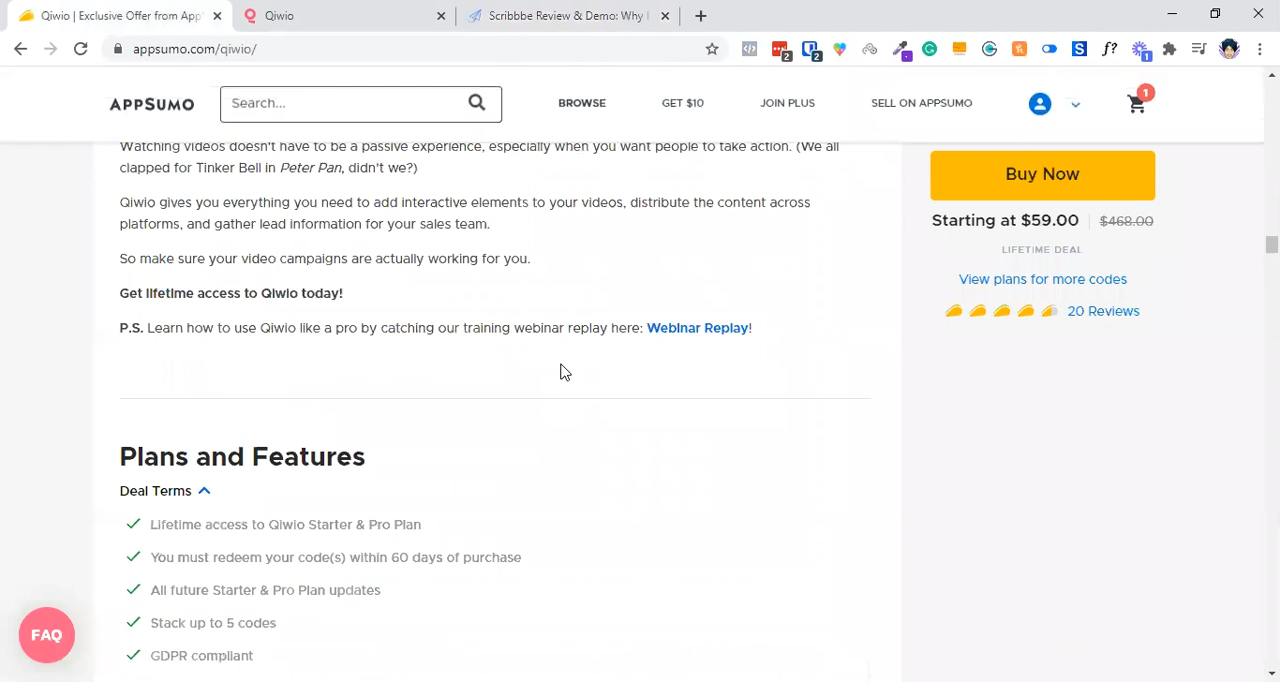 Qiwio | Exclusive Offer from App
Qiwio
Scribbbe Review & Demo: Why I
appsumo.com/qiwio/
2
2
f?
1
APPSUMO
Search...
BROWSE
GET $10
JOIN PLUS
SELL ON APPSUMO
1
Watching videos doesn't have to be a passive experience, especially when you want people to take action. (We all
clapped for Tinker Bell in Peter Pan, didn't we?)
Qiwio gives you everything you need to add interactive elements to your videos, distribute the content across
platforms, and gather lead information for your sales team.
So make sure your video campaigns are actually working for you.
Get lifetime access to Qiwio today!
P.S. Learn how to use Qiwio like a pro by catching our training webinar replay here: Webinar Replay!
Buy Now
Starting at $59.00
$468.00
LIFETIME DEAL
View plans for more codes
20 Reviews
Plans and Features
Deal Terms
Lifetime access to Qiwio Starter & Pro Plan
You must redeem your code(s) within 60 days of purchase
All future Starter & Pro Plan updates
Stack up to 5 codes
GDPR compliant
FAQ